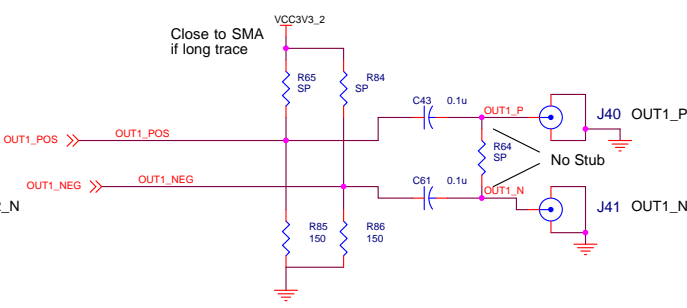 VCC3V3_2
Close to SMA
if long trace
R65
SP
R84
SP
C43 0.1u
OUT1_P
J40 OUT1_P
OUT1_POS
OUT1_POS
R64
SP
No Stub
OUT1_NEG
OUT1_NEG
C61 0.1u
OUT1_N
J41 OUT1_N
_N
R85
150
R86
150